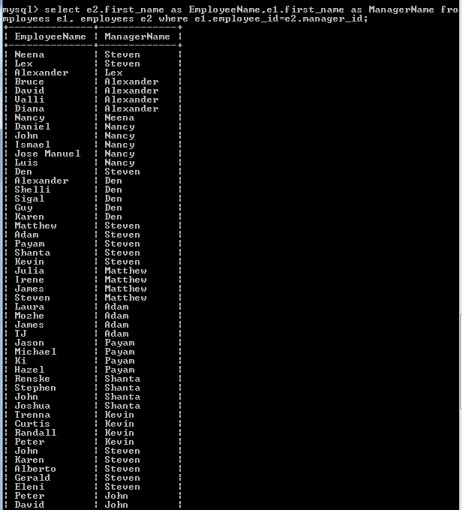 mysql> select e2.first_name as EmployeeName,e1.first_name as ManagerName fro
mployees e1, employees e2 where e1.employee_id=e2.manager_id;
+--------------+-------------+
| EmployeeName | ManagerName |
+--------------+-------------+
| Neena | Steven |
| Lex | Steven |
| Alexander | Lex |
| Bruce | Alexander |
| David | Alexander |
| Valli | Alexander |
| Diana | Alexander |
| Nancy | Neena |
| Daniel | Nancy |
| John | Nancy |
| Ismael | Nancy |
| Jose Manuel | Nancy |
| Luis | Nancy |
| Den | Steven |
| Alexander | Den |
| Shelli | Den |
| Sigal | Den |
| Guy | Den |
| Karen | Den |
| Matthew | Steven |
| Adam | Steven |
| Payam | Steven |
| Shanta | Steven |
| Kevin | Steven |
| Julia | Matthew |
| Irene | Matthew |
| James | Matthew |
| Steven | Matthew |
| Laura | Adam |
| Mozhe | Adam |
| James | Adam |
| TJ | Adam |
| Jason | Payam |
| Michael | Payam |
| Ki | Payam |
| Hazel | Payam |
| Renske | Shanta |
| Stephen | Shanta |
| John | Shanta |
| Joshua | Shanta |
| Trenna | Kevin |
| Curtis | Kevin |
| Randall | Kevin |
| Peter | Kevin |
| John | Steven |
| Karen | Steven |
| Alberto | Steven |
| Gerald | Steven |
| Eleni | Steven |
| Peter | John |
| David | John |